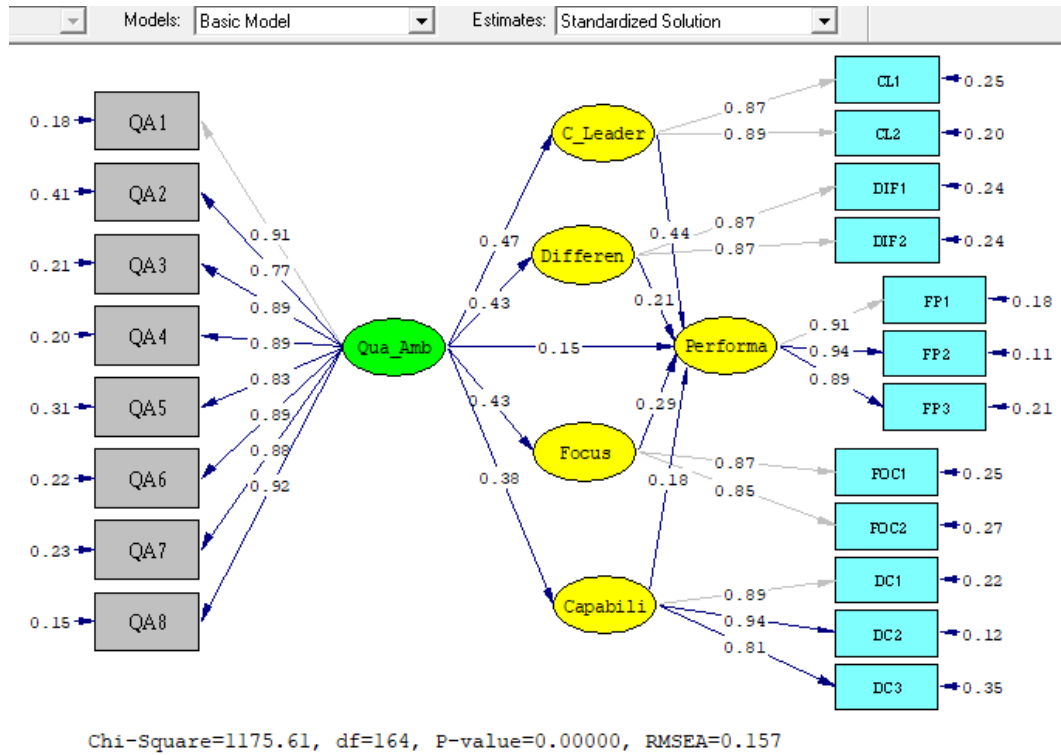 Models: Basic Model Estimates: Standardized Solution
CL1 0.25
0.87
0.18 QA1 C_Leader
0.89 CL2 0.20
0.41 QA2 DIF1 0.24
0.87
0.91 0.47 0.44
0.21 QA3 0.77 Differen 0.87 DIF2 0.24
0.89 0.43 0.21
FP1 0.18
0.91
0.20 QA4 0.89 Qua_Amb 0.15 Performa 0.94 FP2 0.11
0.83 0.89
0.31 QA5 0.43 0.29 FP3 0.21
0.89
0.88 Focus 0.87 FOC1 0.25
0.22 QA6 0.92 0.38 0.18 0.85
FOC2 0.27
0.23 QA7 DC1 0.22
0.89
0.15 QA8 Capabili 0.94 DC2 0.12
0.81
DC3 0.35
Chi-Square=1175.61, df=164, P-value=0.00000, RMSEA=0.157